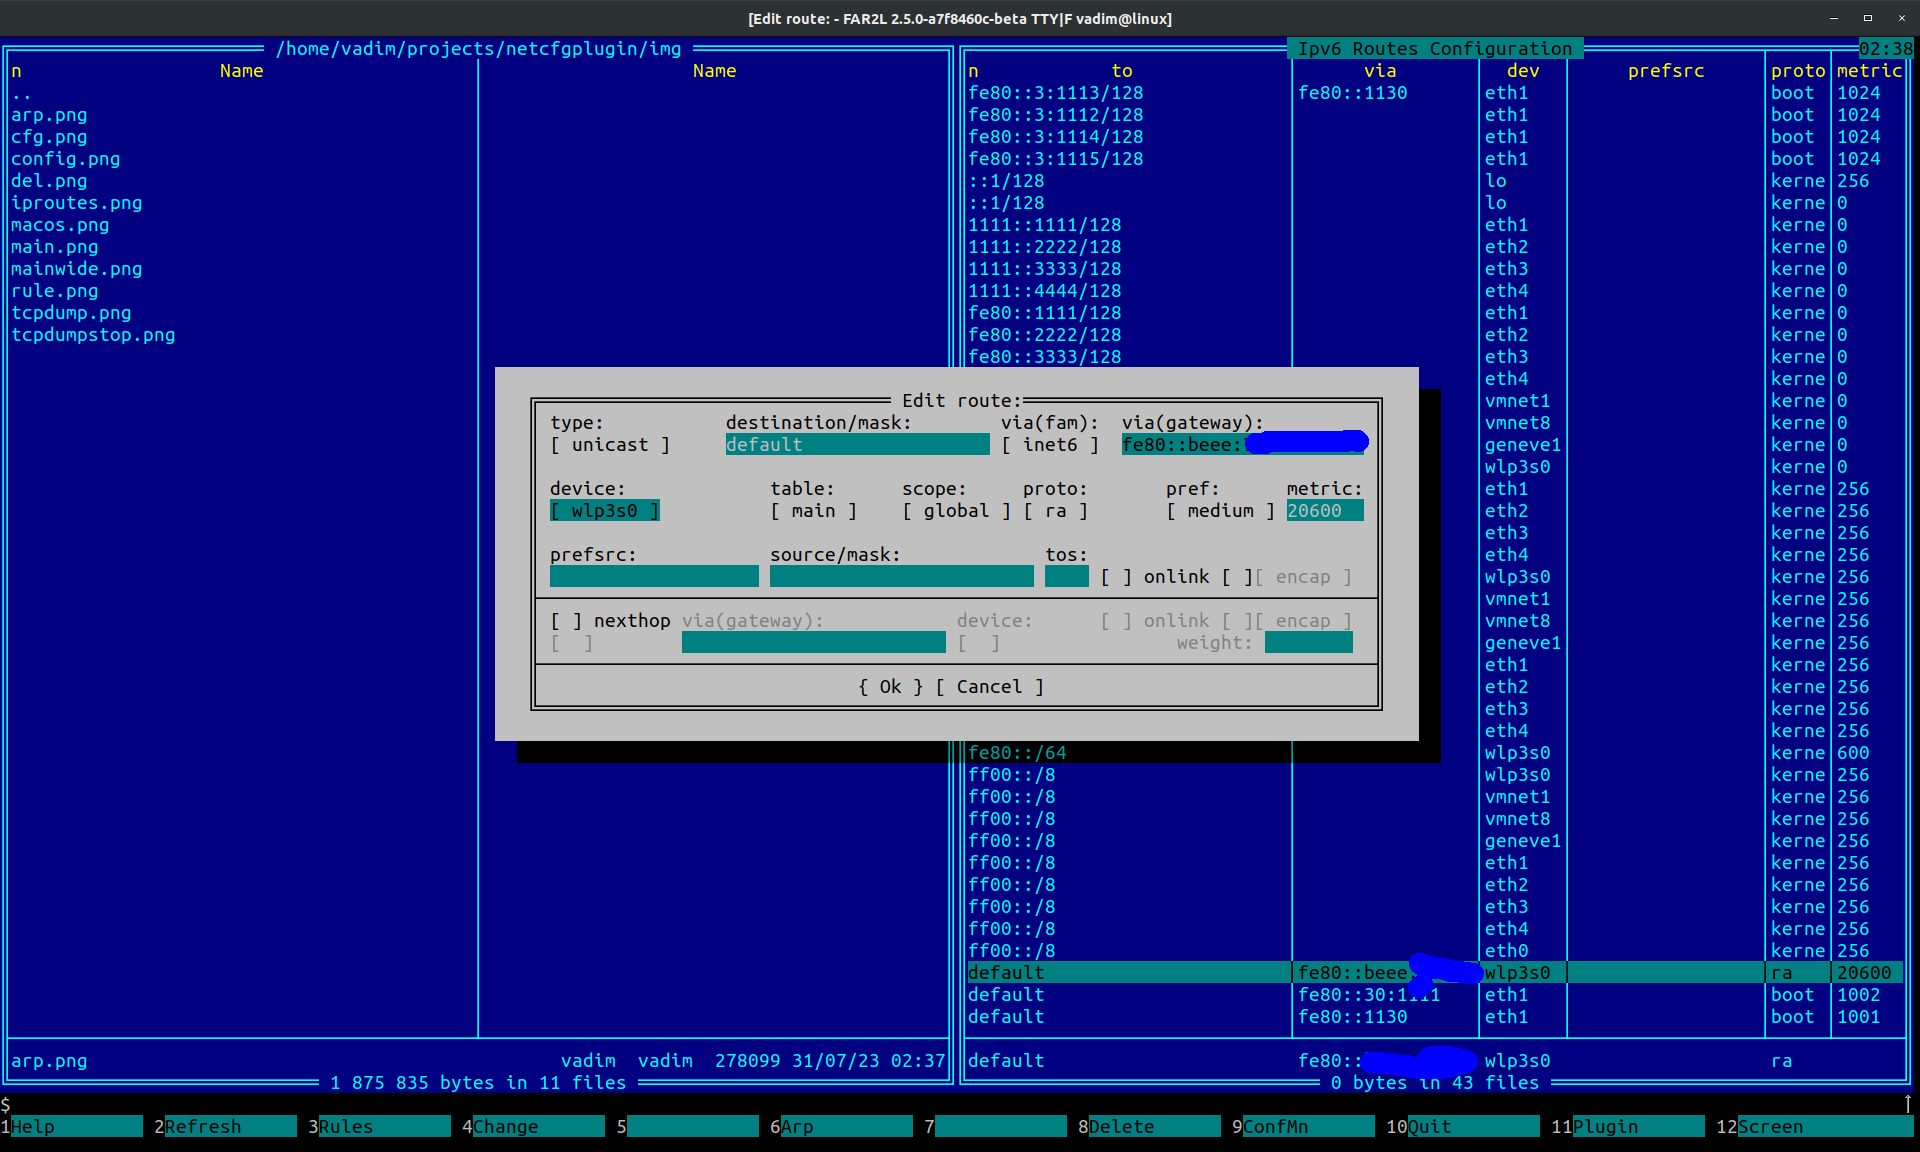 [Edit route: - FAR2L 2.5.0-a7f8460c-beta TTY|F vadim@linux]
/home/vadim/projects/netcfgplugin/img
n Name Name
..
arp.png
cfg.png
config.png
del.png
iproutes.png
macos.png
main.png
mainwide.png
rule.png
tcpdump.png
tcpdumpstop.png
arp.png vadim vadim 278099 31/07/23 02:37
1 875 835 bytes in 11 files
Ipv6 Routes Configuration 02:38
n to via dev prefsrc proto metric
fe80::3:1113/128 fe80::1130 eth1 boot 1024
fe80::3:1112/128 eth1 boot 1024
fe80::3:1114/128 eth1 boot 1024
fe80::3:1115/128 eth1 boot 1024
::1/128 lo kerne 256
::1/128 lo kerne 0
1111::1111/128 eth1 kerne 0
1111::2222/128 eth2 kerne 0
1111::3333/128 eth3 kerne 0
1111::4444/128 eth4 kerne 0
fe80::1111/128 eth1 kerne 0
fe80::2222/128 eth2 kerne 0
fe80::3333/128 eth3 kerne 0
eth4 kerne 0
vmnet1 kerne 0
vmnet8 kerne 0
geneve1 kerne 0
wlp3s0 kerne 0
eth1 kerne 256
eth2 kerne 256
eth3 kerne 256
eth4 kerne 256
wlp3s0 kerne 256
vmnet1 kerne 256
vmnet8 kerne 256
geneve1 kerne 256
eth1 kerne 256
eth2 kerne 256
eth3 kerne 256
eth4 kerne 256
fe80::/64 wlp3s0 kerne 600
ff00::/8 wlp3s0 kerne 256
ff00::/8 vmnet1 kerne 256
ff00::/8 vmnet8 kerne 256
ff00::/8 geneve1 kerne 256
ff00::/8 eth1 kerne 256
ff00::/8 eth2 kerne 256
ff00::/8 eth3 kerne 256
ff00::/8 eth4 kerne 256
ff00::/8 eth0 kerne 256
default fe80::beee: wlp3s0 ra 20600
default fe80::30:1111 eth1 boot 1002
default fe80::1130 eth1 boot 1001
default fe80:: wlp3s0 ra
0 bytes in 43 files
Edit route:
type: destination/mask: via(fam): via(gateway):
[ unicast ] default [ inet6 ] fe80::beee:
device: table: scope: proto: pref: metric:
[ wlp3s0 ] [ main ] [ global ] [ ra ] [ medium ] 20600
prefsrc: source/mask: tos:
[ ] onlink [ ][ encap ]
[ ] nexthop via(gateway): device: [ ] onlink [ ][ encap ]
[ ] [ ] weight:
{ Ok } [ Cancel ]
$ ↑
1Help 2Refresh 3Rules 4Change 5 6Arp 7 8Delete 9ConfMn 10Quit 11Plugin 12Screen